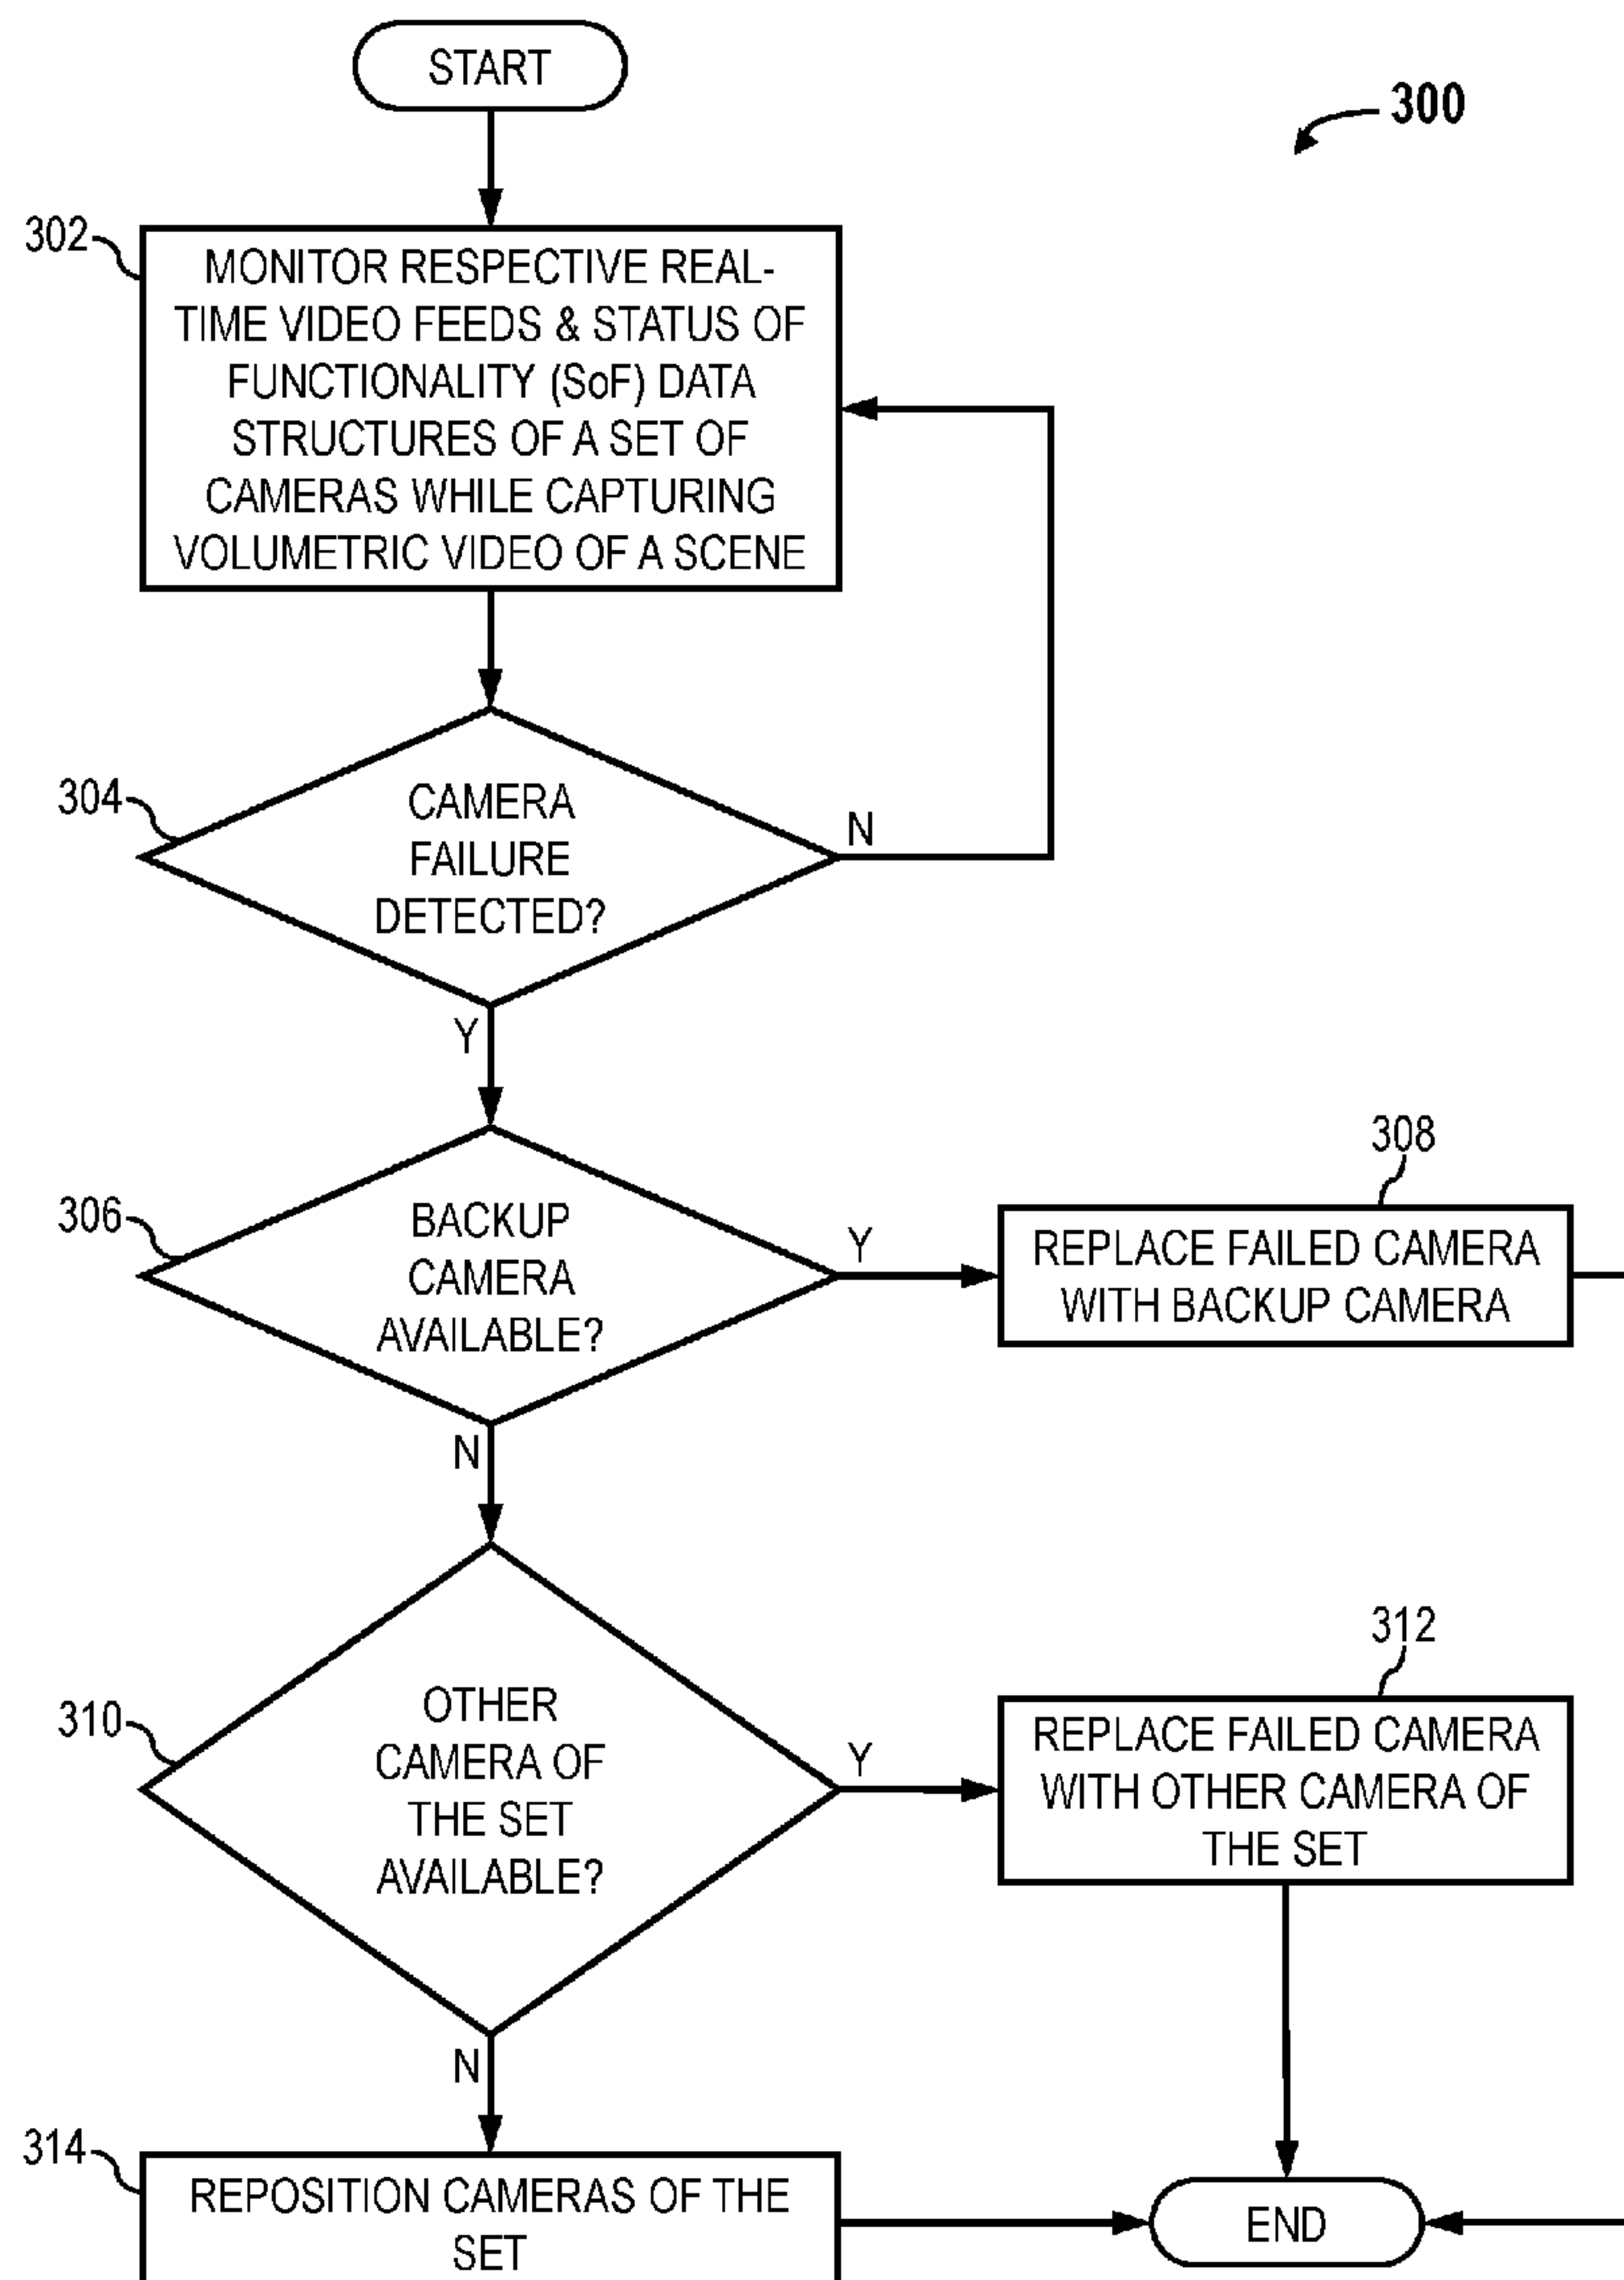 START
300
302
MONITOR RESPECTIVE REAL-
TIME VIDEO FEEDS & STATUS OF
FUNCTIONALITY (SoF) DATA
STRUCTURES OF A SET OF
CAMERAS WHILE CAPTURING
VOLUMETRIC VIDEO OF A SCENE
304
CAMERA
FAILURE
DETECTED?
N
Y
306
BACKUP
CAMERA
AVAILABLE?
Y
308
REPLACE FAILED CAMERA
WITH BACKUP CAMERA
N
310
OTHER
CAMERA OF
THE SET
AVAILABLE?
Y
312
REPLACE FAILED CAMERA
WITH OTHER CAMERA OF
THE SET
N
314
REPOSITION CAMERAS OF THE
SET
END